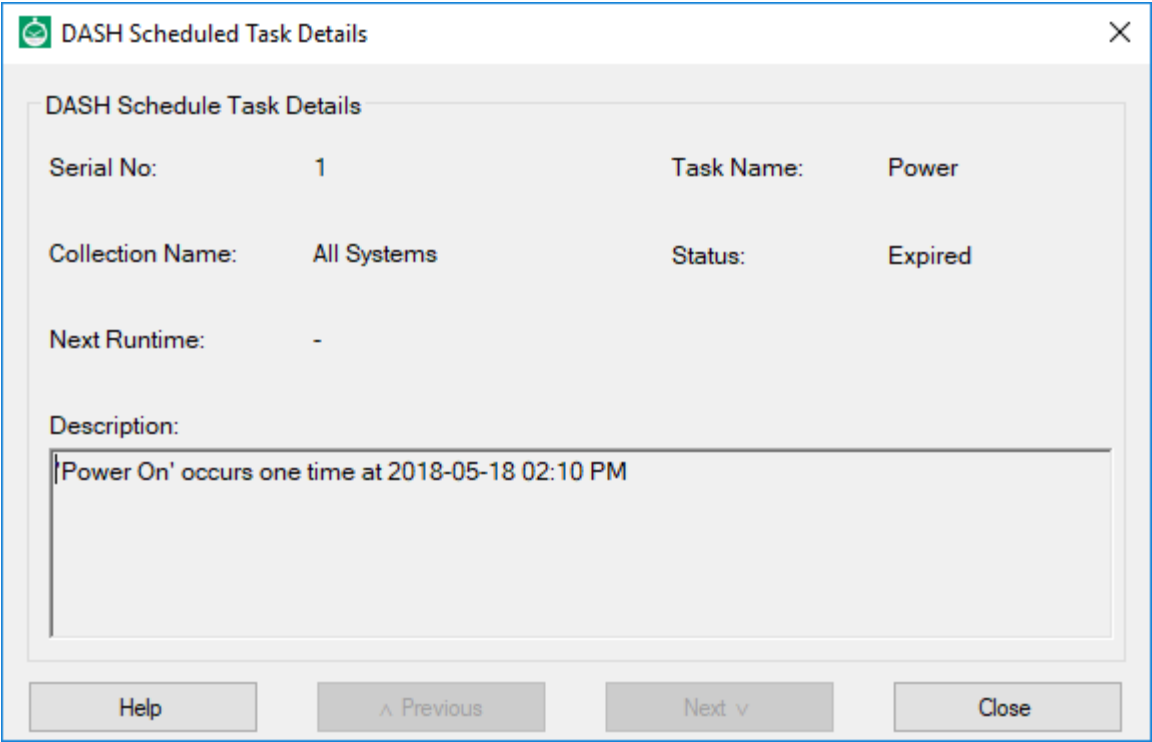 DASH Scheduled Task Details
DASH Schedule Task Details
Serial No: 1 Task Name: Power
Collection Name: All Systems Status: Expired
Next Runtime: -
Description:
'Power On' occurs one time at 2018-05-18 02:10 PM
Help ∧ Previous Next ∨ Close